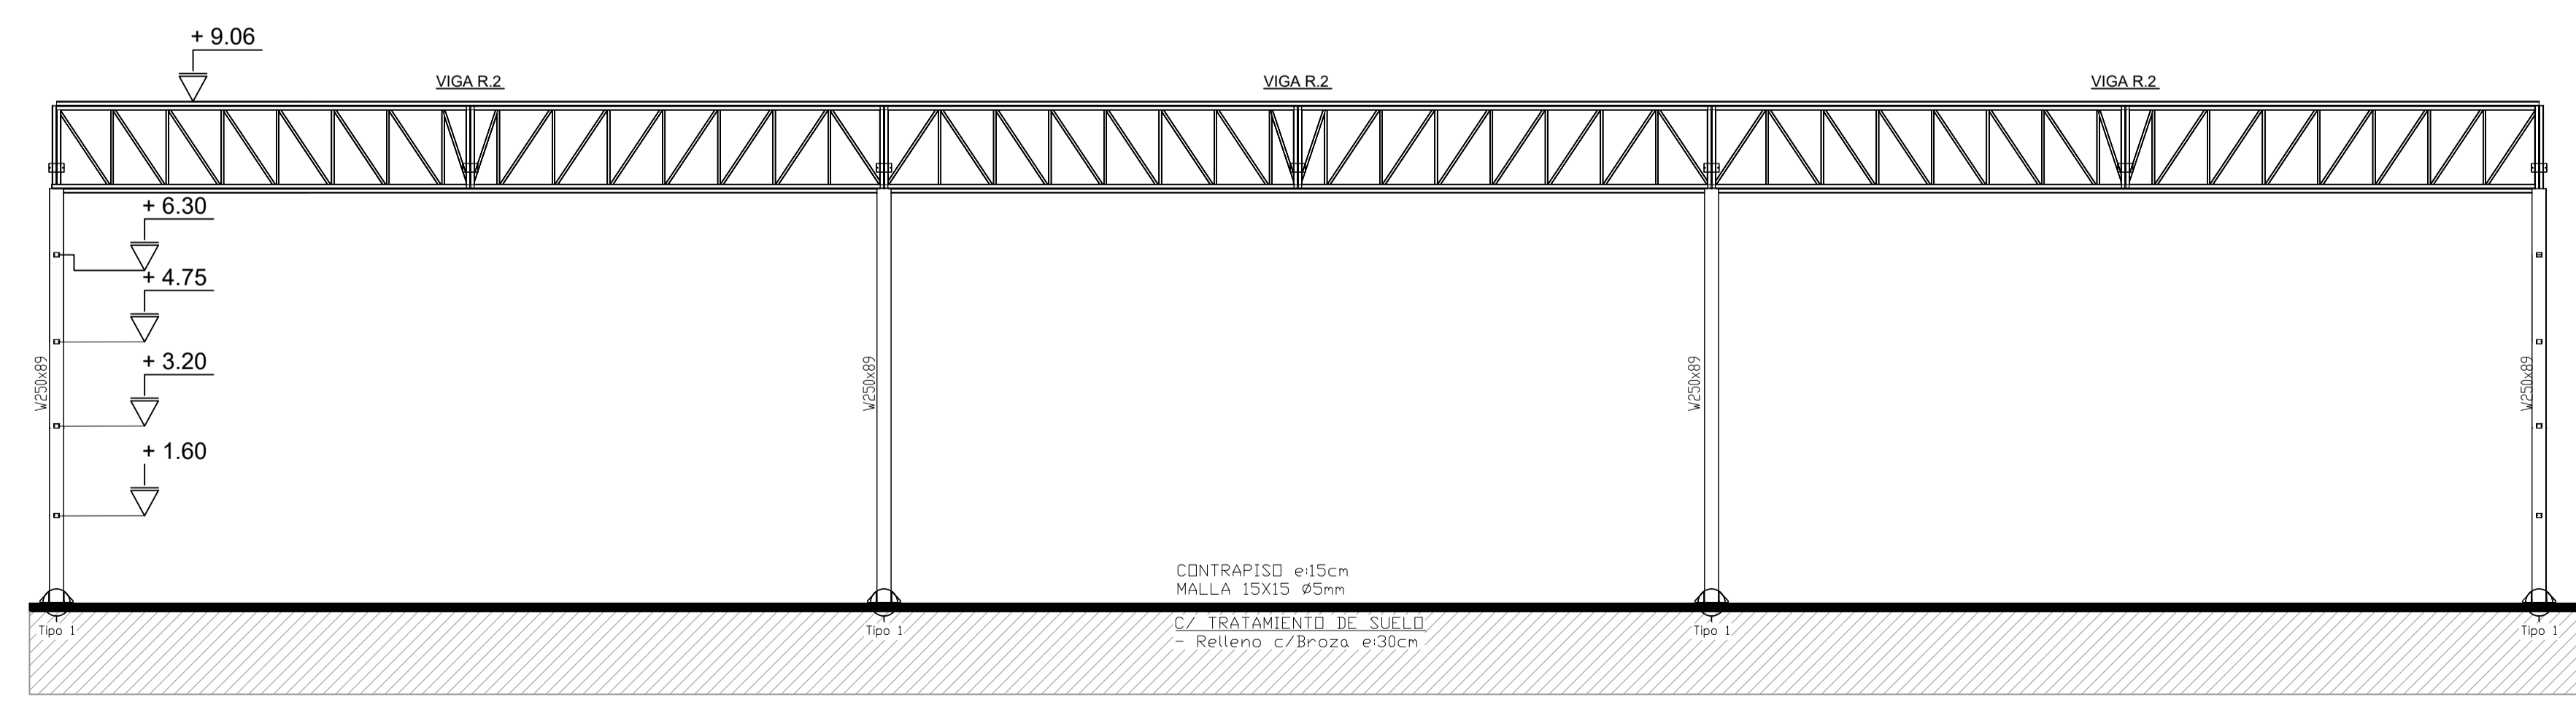 + 9.06
VIGA R.2
VIGA R.2
VIGA R.2
+ 6.30
+ 4.75
+ 3.20
+ 1.60
W250x89
W250x89
W250x89
W250x89
CONTRAPISO e:15cm
MALLA 15X15 Ø5mm
C/ TRATAMIENTO DE SUELO
- Relleno c/Broza e:30cm
Tipo 1
Tipo 1
Tipo 1
Tipo 1